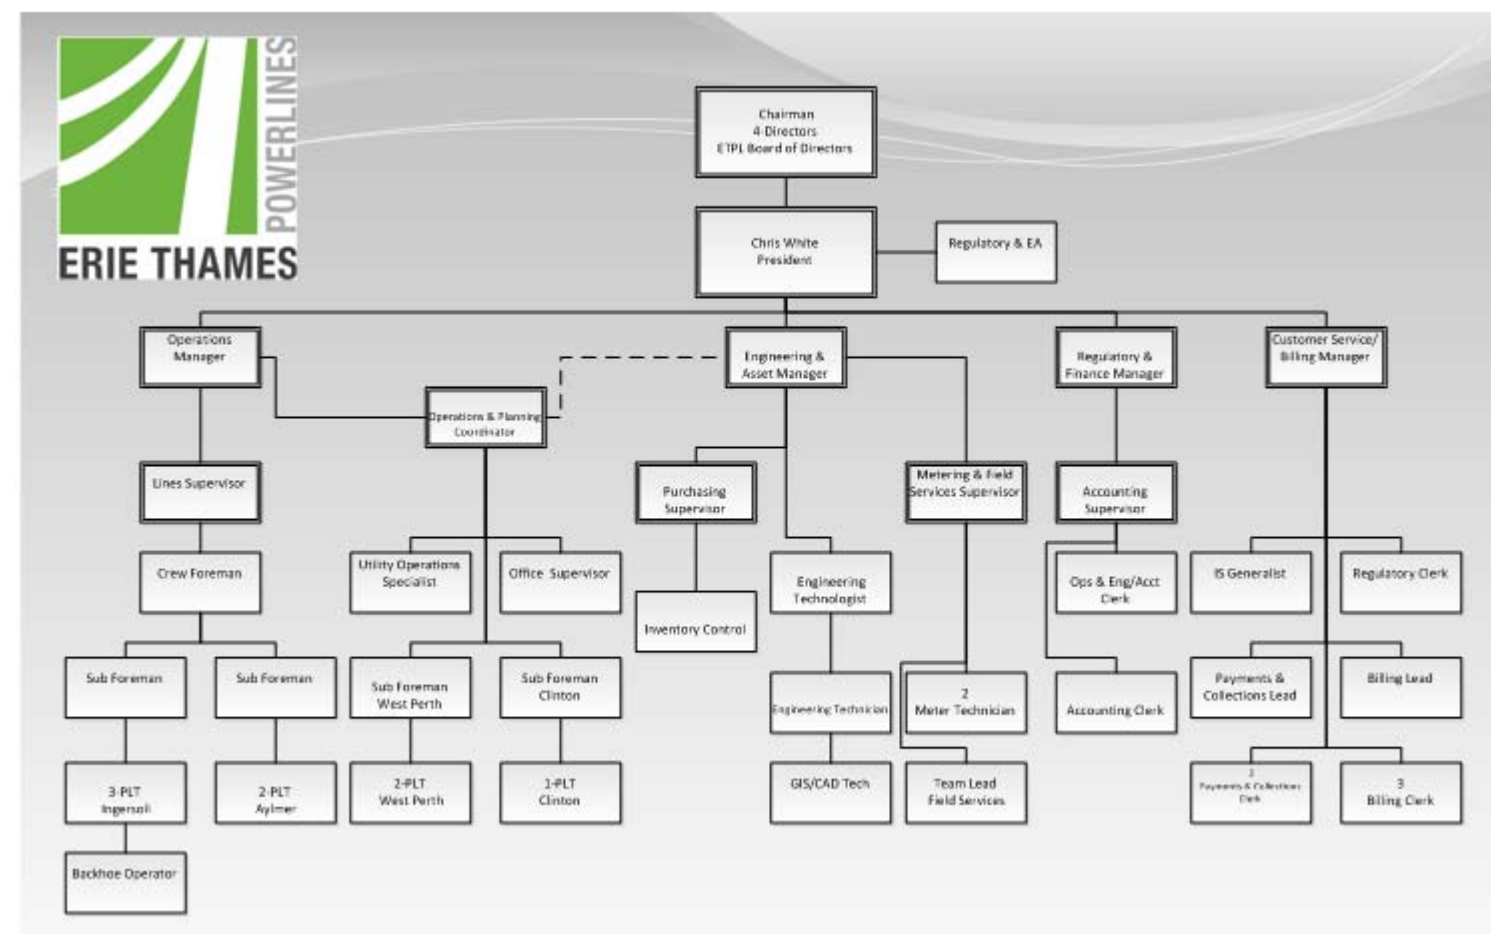 POWERLINES
ERIE THAMES
Chairman
4-Directors
ETPL Board of Directors
Chris White
President
Regulatory & EA
Operations
Manager
Engineering &
Asset Manager
Regulatory &
Finance Manager
Customer Service/
Billing Manager
Operations & Planning
Coordinator
Lines Supervisor
Purchasing
Supervisor
Metering & Field
Services Supervisor
Accounting
Supervisor
Crew Foreman
Utility Operations
Specialist
Office Supervisor
Engineering
Technologist
Ops & Eng/Acct
Clerk
IS Generalist
Regulatory Clerk
Inventory Control
Sub Foreman
Sub Foreman
Sub Foreman
West Perth
Sub Foreman
Clinton
Engineering Technician
2
Meter Technician
Accounting Clerk
Payments &
Collections Lead
Billing Lead
3-PLT
Ingersoll
2-PLT
Aylmer
2-PLT
West Perth
1-PLT
Clinton
GIS/CAD Tech
Team Lead
Field Services
Payments & Collections
Clerk
3
Billing Clerk
Backhoe Operator